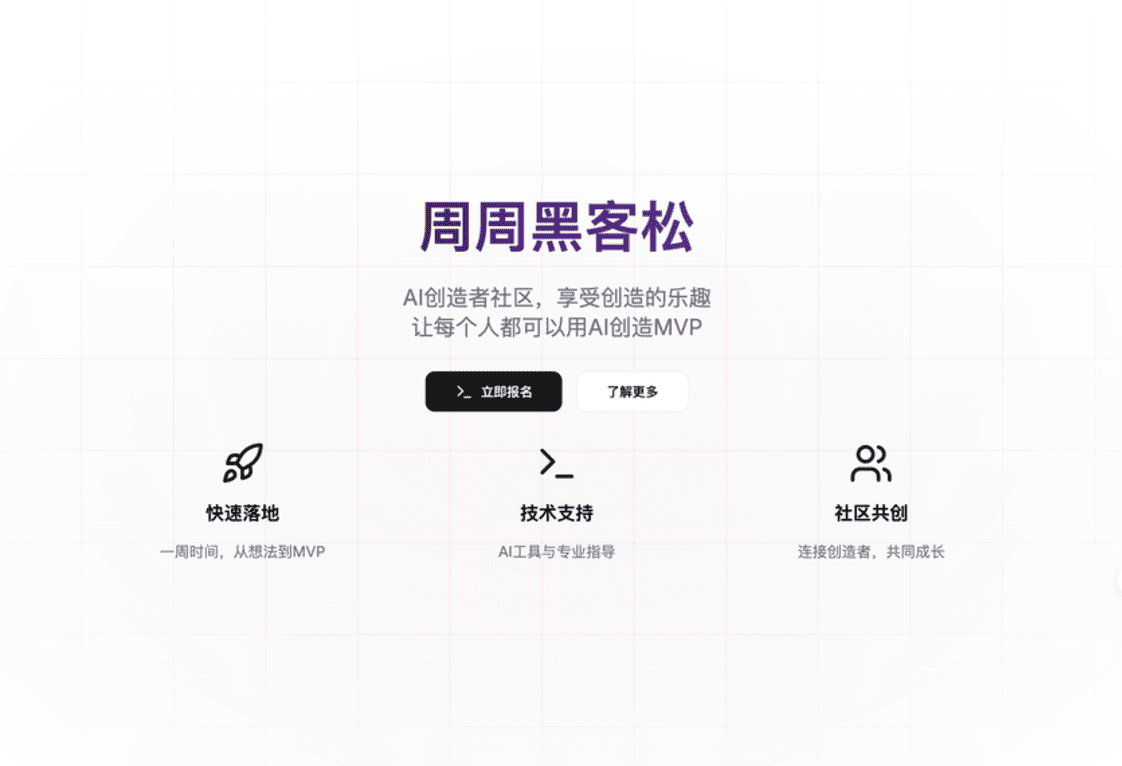 周周黑客松
AI创造者社区，享受创造的乐趣
让每个人都可以用AI创造MVP
>_ 立即报名
了解更多
快速落地
技术支持
社区共创
一周时间，从想法到MVP
AI工具与专业指导
连接创造者，共同成长